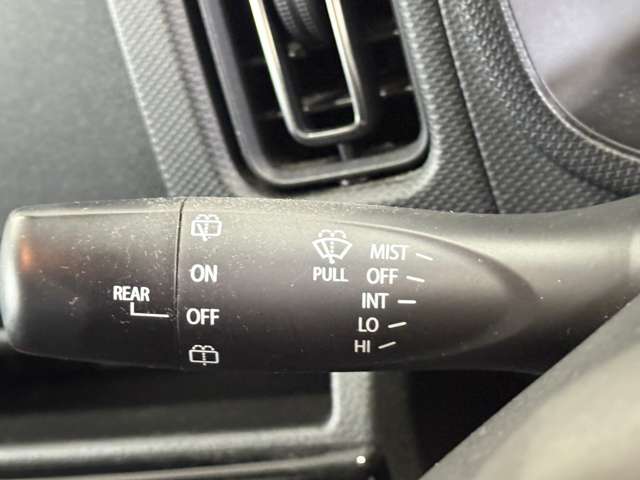 ON
REAR
OFF
PULL
MIST
OFF
INT
LO
HI